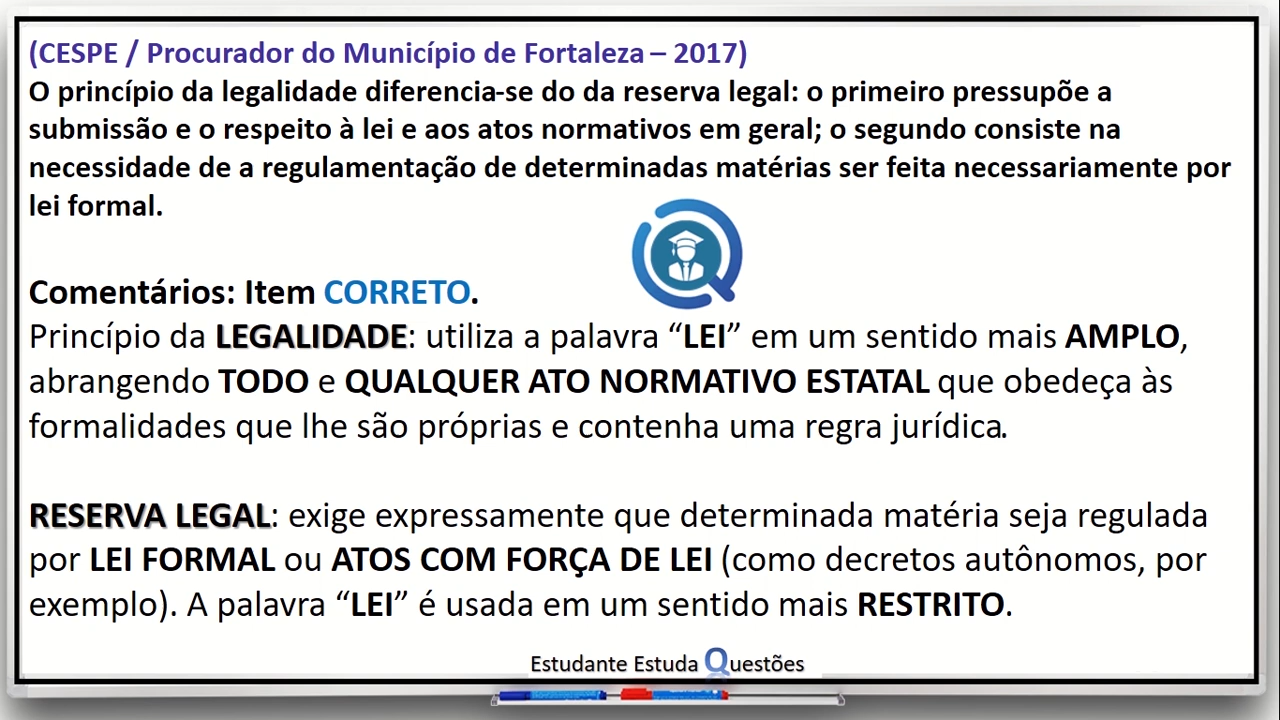 (CESPE / Procurador do Município de Fortaleza – 2017)
O princípio da legalidade diferencia-se do da reserva legal: o primeiro pressupõe a
submissão e o respeito à lei e aos atos normativos em geral; o segundo consiste na
necessidade de a regulamentação de determinadas matérias ser feita necessariamente por
lei formal.
Comentários: Item CORRETO.
Princípio da LEGALIDADE: utiliza a palavra “LEI” em um sentido mais AMPLO,
abrangendo TODO e QUALQUER ATO NORMATIVO ESTATAL que obedeça às
formalidades que lhe são próprias e contenha uma regra jurídica.
RESERVA LEGAL: exige expressamente que determinada matéria seja regulada
por LEI FORMAL ou ATOS COM FORÇA DE LEI (como decretos autônomos, por
exemplo). A palavra “LEI” é usada em um sentido mais RESTRITO.
Estudante Estuda Questões